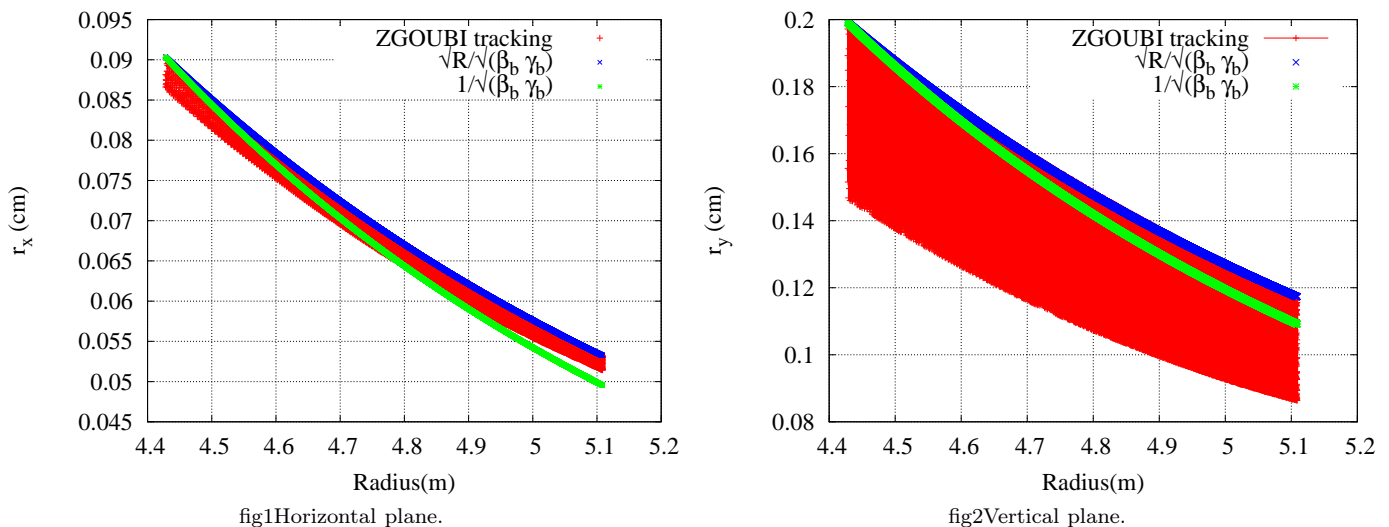 0.095
0.09
0.085
0.08
0.075
0.07
0.065
0.06
0.055
0.05
0.045
r_x (cm)
ZGOUBI tracking
√R/√(β_b γ_b)
1/√(β_b γ_b)
4.4 4.5 4.6 4.7 4.8 4.9 5 5.1 5.2
Radius(m)
fig1Horizontal plane.
0.2
0.18
0.16
0.14
0.12
0.1
0.08
r_y (cm)
ZGOUBI tracking
√R/√(β_b γ_b)
1/√(β_b γ_b)
4.4 4.5 4.6 4.7 4.8 4.9 5 5.1 5.2
Radius(m)
fig2Vertical plane.